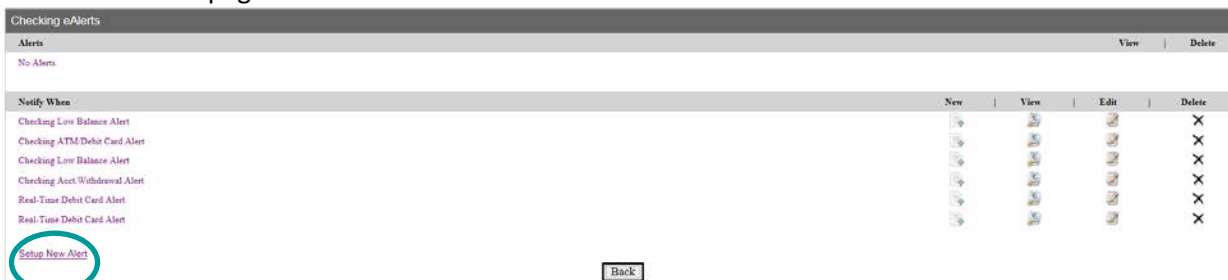 Checking eAlerts
Alerts View | Delete
No Alerts
Notify When New | View | Edit | Delete
Checking Low Balance Alert
Checking ATM/Debit Card Alert
Checking Low Balance Alert
Checking Acct.Withdrawal Alert
Real-Time Debit Card Alert
Real-Time Debit Card Alert
Setup New Alert
Back